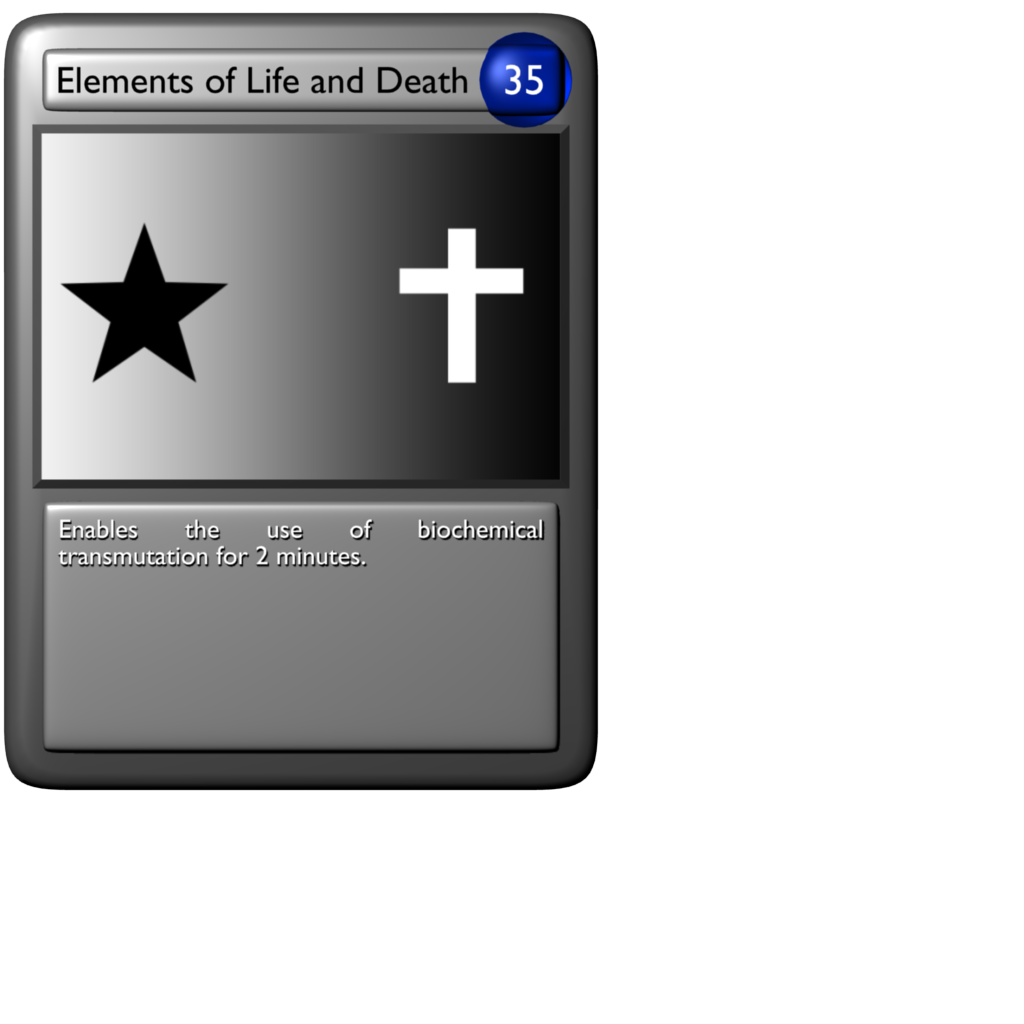 Elements of Life and Death
35
Enables the use of biochemical
transmutation for 2 minutes.